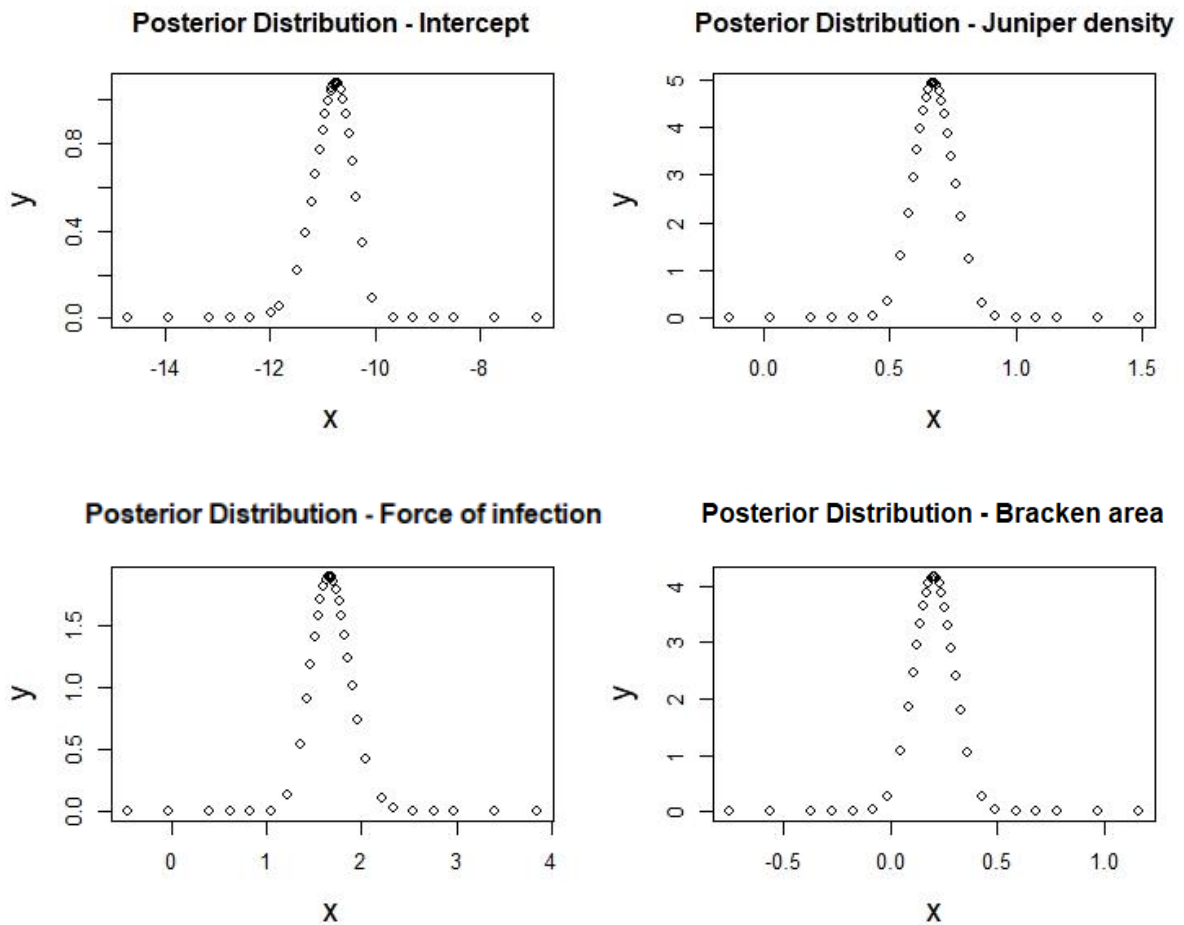 Posterior Distribution - Intercept
y
0.0 0.4 0.8
-14 -12 -10 -8
x
Posterior Distribution - Juniper density
y
0 1 2 3 4 5
0.0 0.5 1.0 1.5
x
Posterior Distribution - Force of infection
y
0.0 0.5 1.0 1.5
0 1 2 3 4
x
Posterior Distribution - Bracken area
y
0 1 2 3 4
-0.5 0.0 0.5 1.0
x